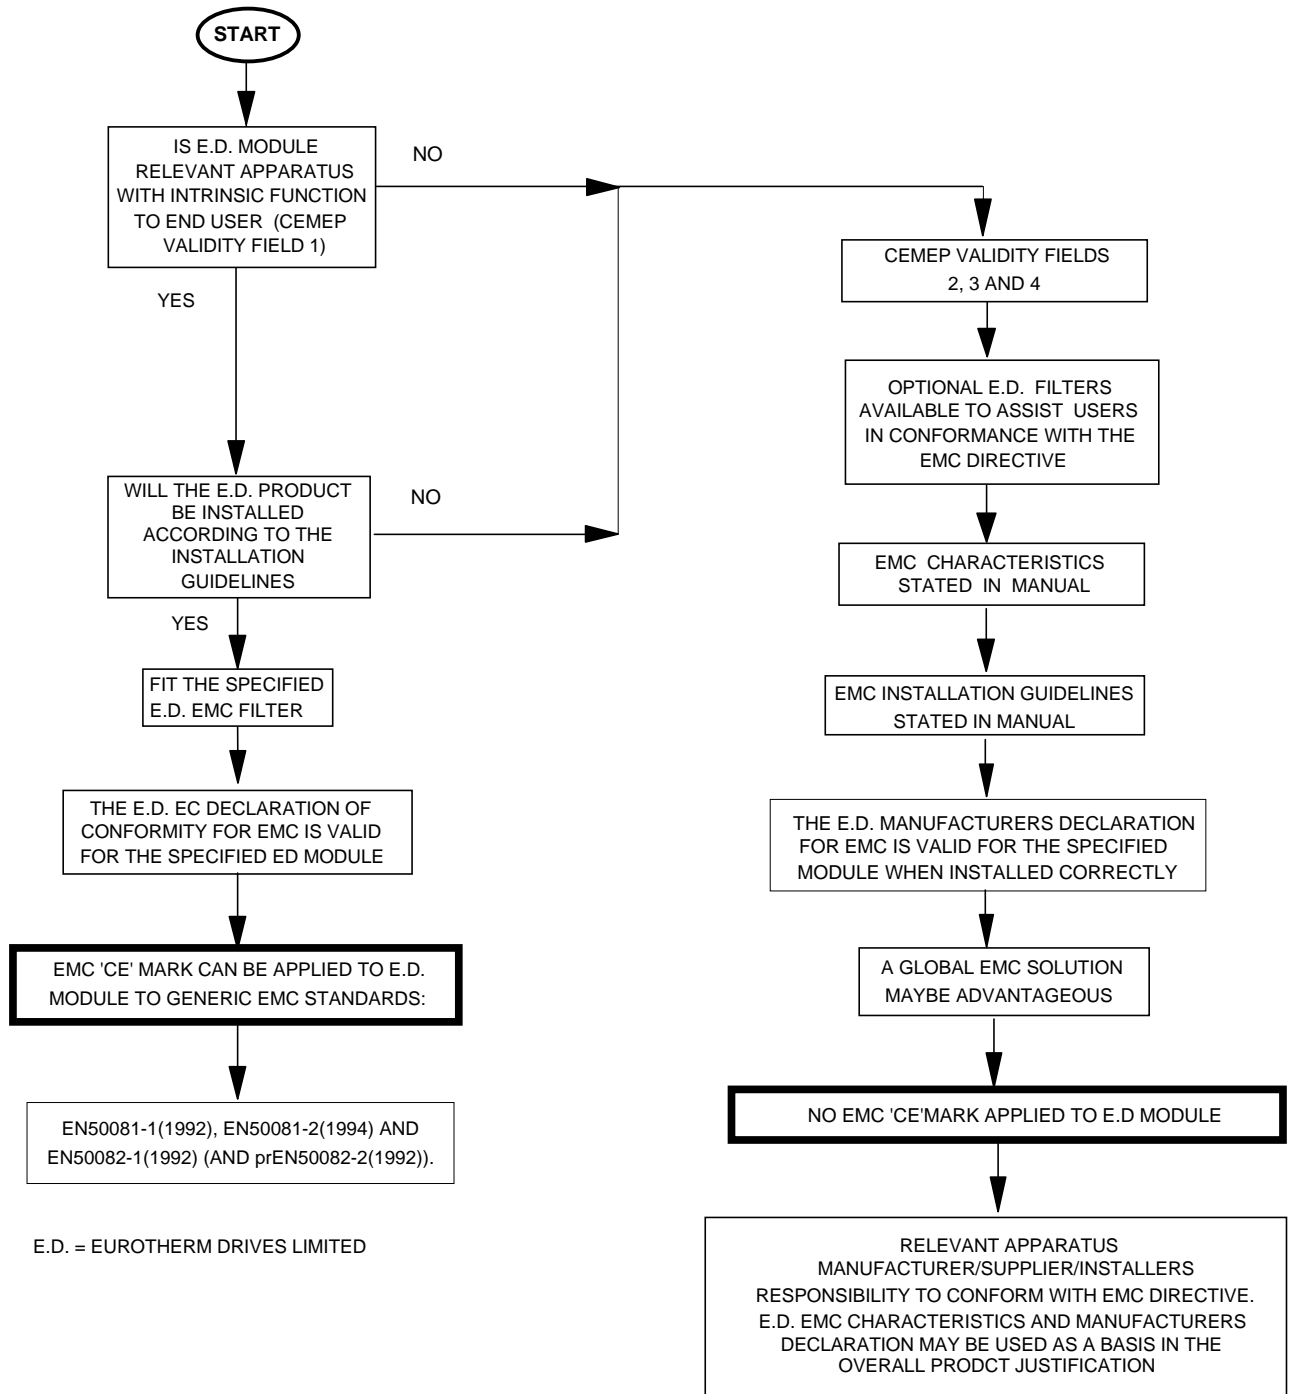 START
IS E.D. MODULE
RELEVANT APPARATUS
WITH INTRINSIC FUNCTION
TO END USER (CEMEP
VALIDITY FIELD 1)
NO
YES
WILL THE E.D. PRODUCT
BE INSTALLED
ACCORDING TO THE
INSTALLATION
GUIDELINES
NO
YES
FIT THE SPECIFIED
E.D. EMC FILTER
THE E.D. EC DECLARATION OF
CONFORMITY FOR EMC IS VALID
FOR THE SPECIFIED ED MODULE
EMC 'CE' MARK CAN BE APPLIED TO E.D.
MODULE TO GENERIC EMC STANDARDS:
EN50081-1(1992), EN50081-2(1994) AND
EN50082-1(1992) (AND prEN50082-2(1992)).
E.D. = EUROTHERM DRIVES LIMITED
CEMEP VALIDITY FIELDS
2, 3 AND 4
OPTIONAL E.D. FILTERS
AVAILABLE TO ASSIST USERS
IN CONFORMANCE WITH THE
EMC DIRECTIVE
EMC CHARACTERISTICS
STATED IN MANUAL
EMC INSTALLATION GUIDELINES
STATED IN MANUAL
THE E.D. MANUFACTURERS DECLARATION
FOR EMC IS VALID FOR THE SPECIFIED
MODULE WHEN INSTALLED CORRECTLY
A GLOBAL EMC SOLUTION
MAYBE ADVANTAGEOUS
NO EMC 'CE'MARK APPLIED TO E.D MODULE
RELEVANT APPARATUS
MANUFACTURER/SUPPLIER/INSTALLERS
RESPONSIBILITY TO CONFORM WITH EMC DIRECTIVE.
E.D. EMC CHARACTERISTICS AND MANUFACTURERS
DECLARATION MAY BE USED AS A BASIS IN THE
OVERALL PRODCT JUSTIFICATION